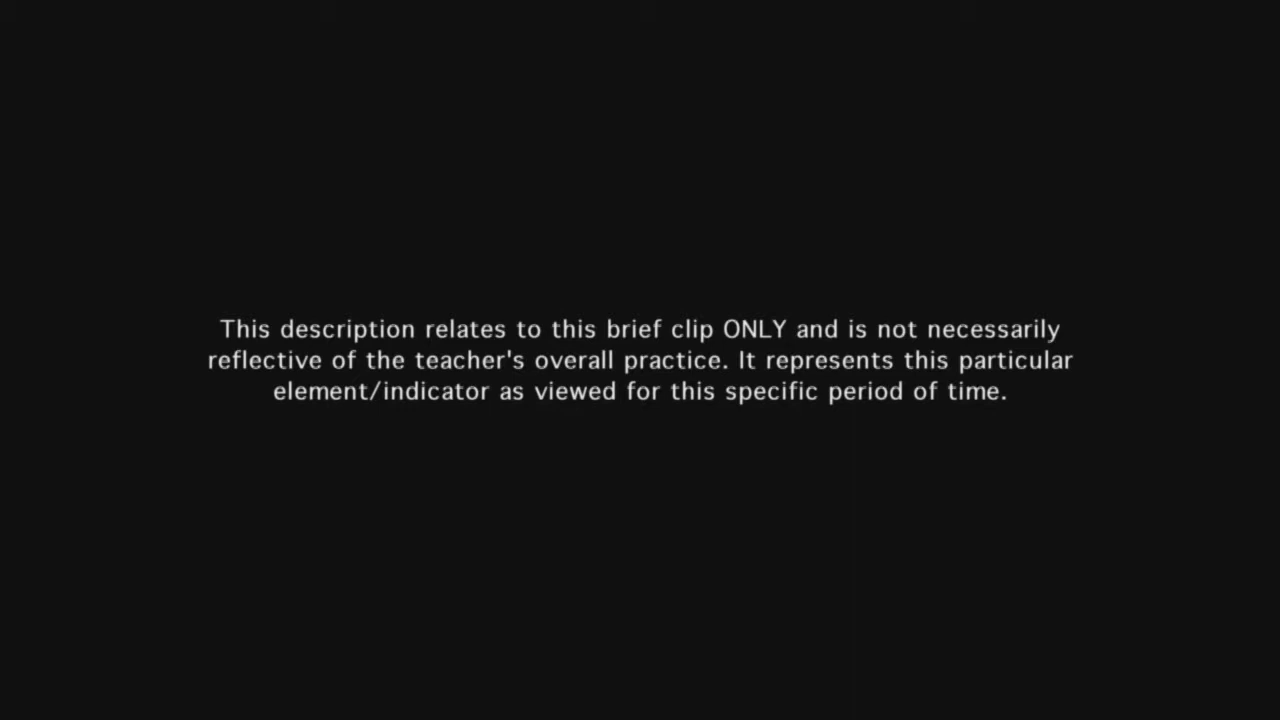 This description relates to this brief clip ONLY and is not necessarily
reflective of the teacher's overall practice. It represents this particular
element/indicator as viewed for this specific period of time.